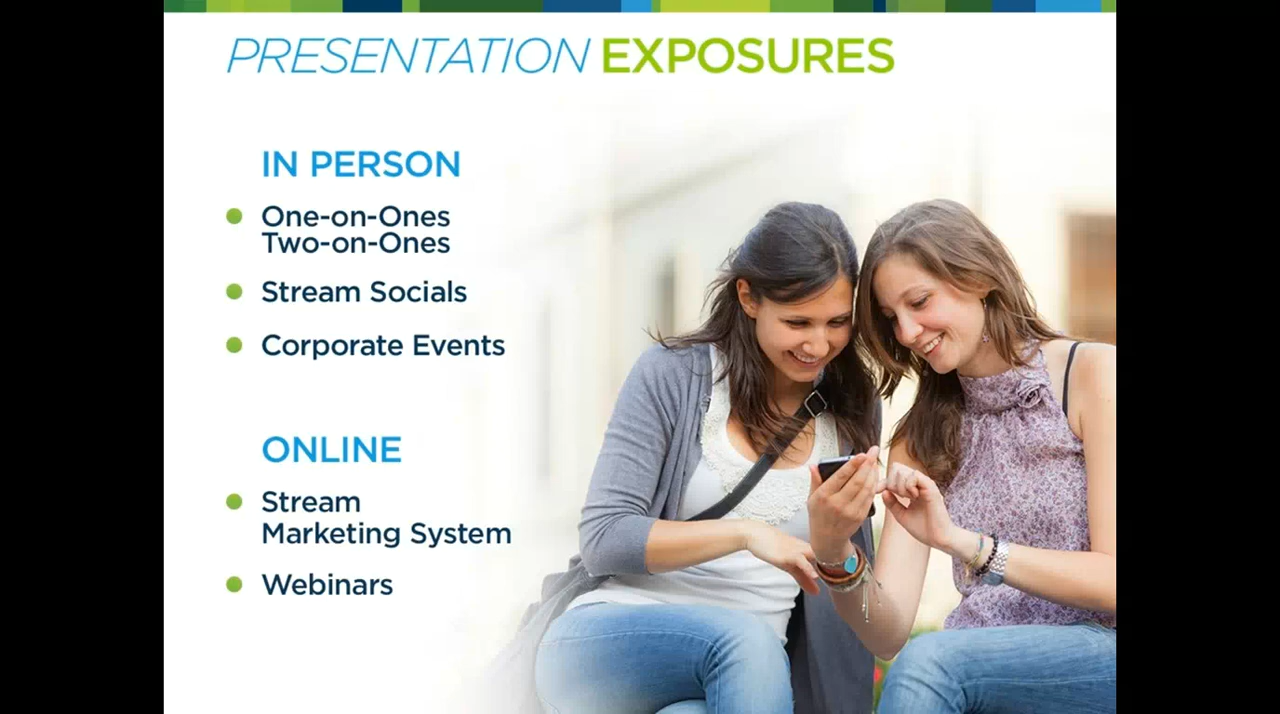 PRESENTATION EXPOSURES
IN PERSON
One-on-Ones
Two-on-Ones
Stream Socials
Corporate Events
ONLINE
Stream
Marketing System
Webinars